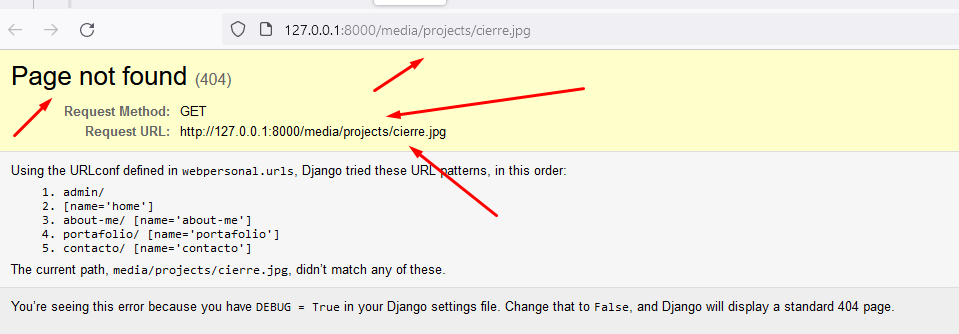 127.0.0.1:8000/media/projects/cierre.jpg
Page not found (404)
Request Method: GET
Request URL: http://127.0.0.1:8000/media/projects/cierre.jpg
Using the URLconf defined in webpersonal.urls, Django tried these URL patterns, in this order:
1. admin/
2. [name='home']
3. about-me/ [name='about-me']
4. portafolio/ [name='portafolio']
5. contacto/ [name='contacto']
The current path, media/projects/cierre.jpg, didn’t match any of these.
You’re seeing this error because you have DEBUG = True in your Django settings file. Change that to False, and Django will display a standard 404 page.